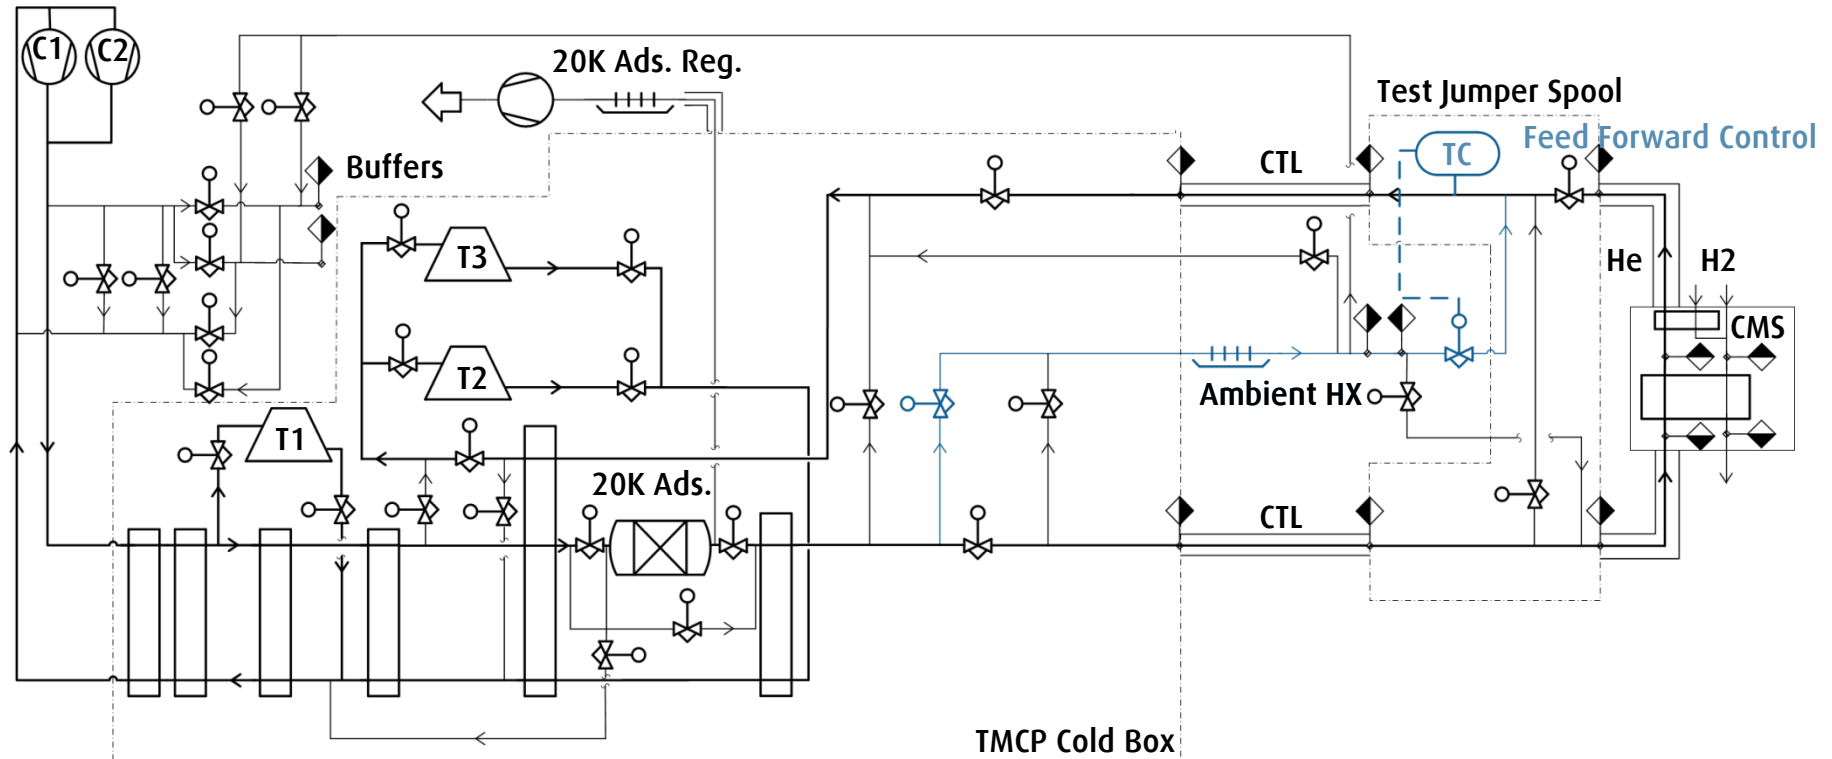 C1
C2
20K Ads. Reg.
Test Jumper Spool
Feed Forward Control
TC
CTL
Buffers
T3
He
H2
CMS
T2
Ambient HX
T1
20K Ads.
CTL
TMCP Cold Box